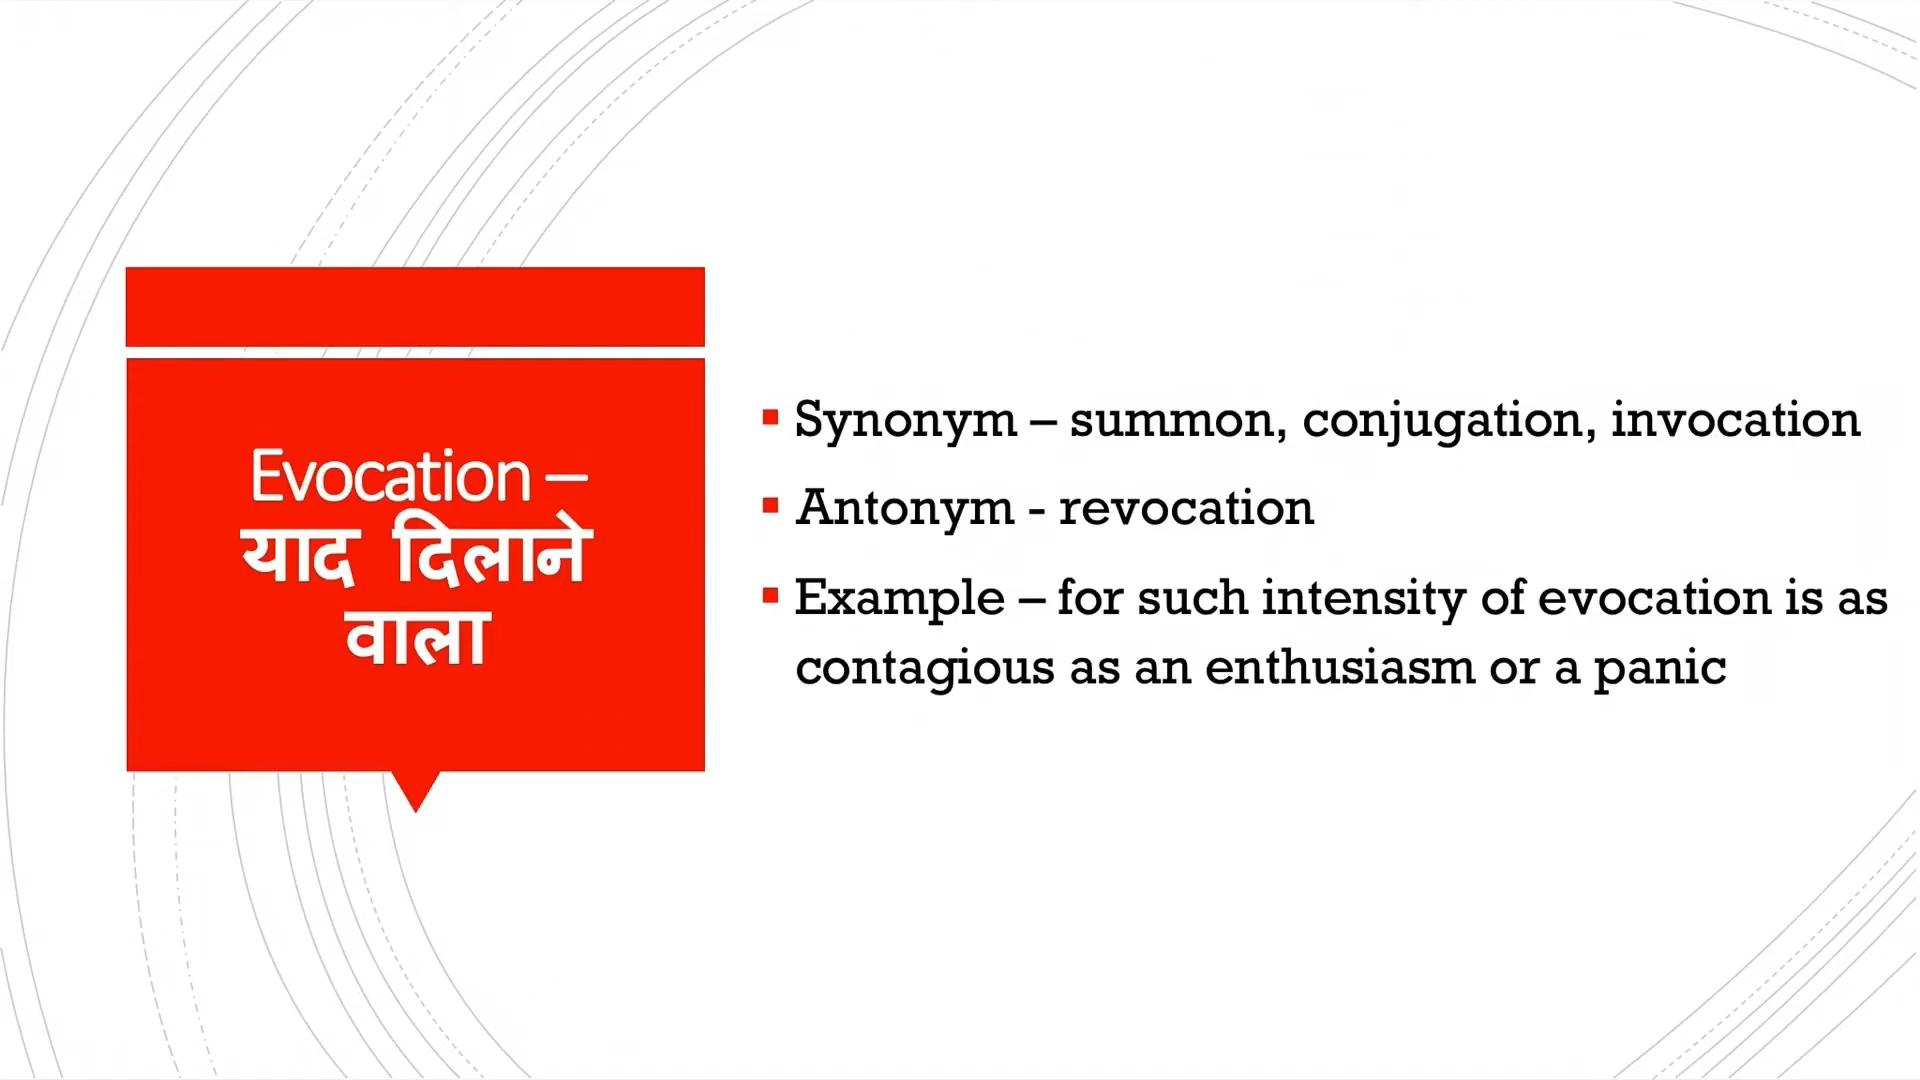 Evocation –
याद दिलाने
वाला
▪ Synonym – summon, conjugation, invocation
▪ Antonym - revocation
▪ Example – for such intensity of evocation is as
contagious as an enthusiasm or a panic